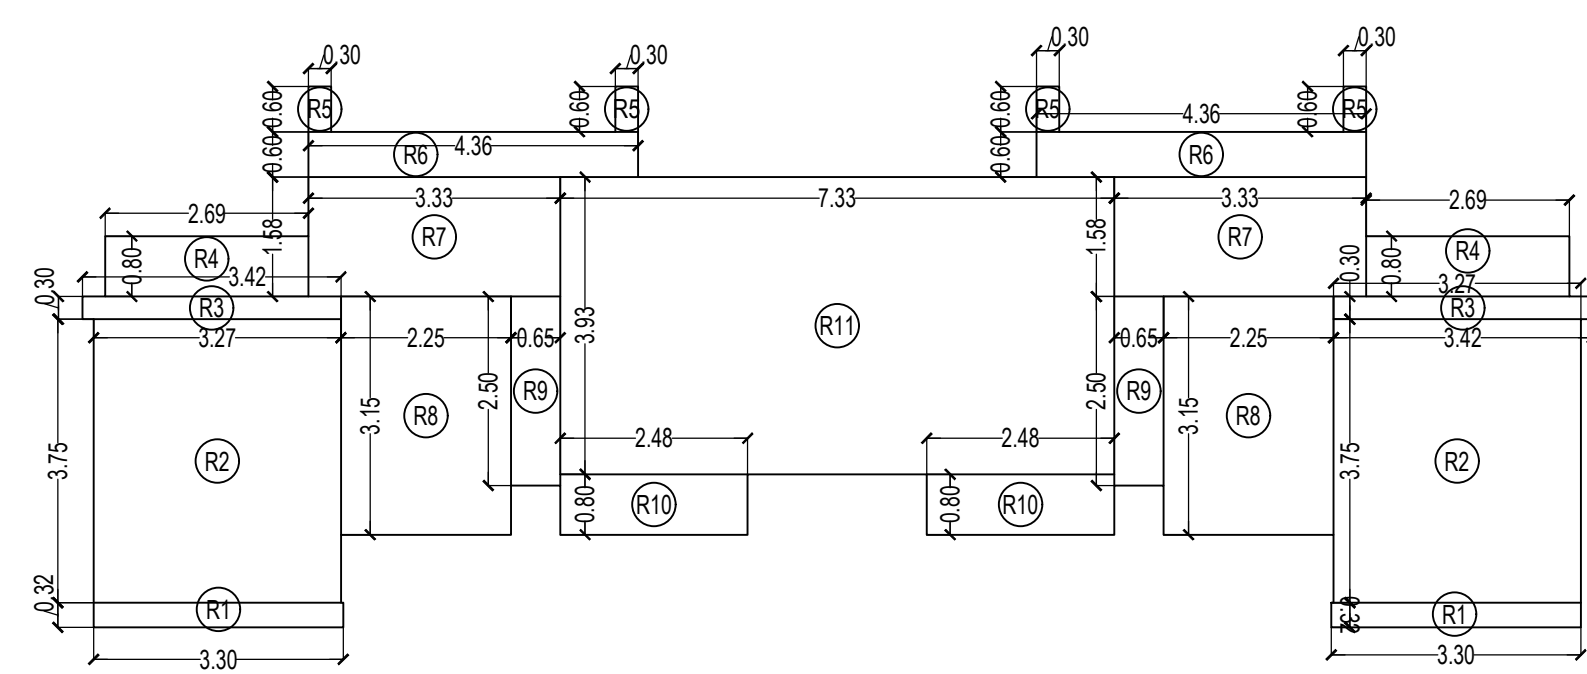 0.30 0.30 0.30 0.30
0.60 R5 0.60 R5 0.60 R5 0.60 R5
4.36
0.60 R6 4.36 0.60 R6
3.33 7.33 3.33
2.69 2.69
1.58 R7 1.58 R7
R4 0.80 0.30 0.80 R4
0.30 3.42 3.27
R3 R3
3.27 2.25 0.65 3.93 R11 0.65 2.25 3.42
2.50 R9 2.50 R9
3.15 R8 3.15 R8
2.48 2.48
3.75 R2 3.75 R2
0.80 R10 0.80 R10
0.32 R1 0.32 R1
3.30 3.30